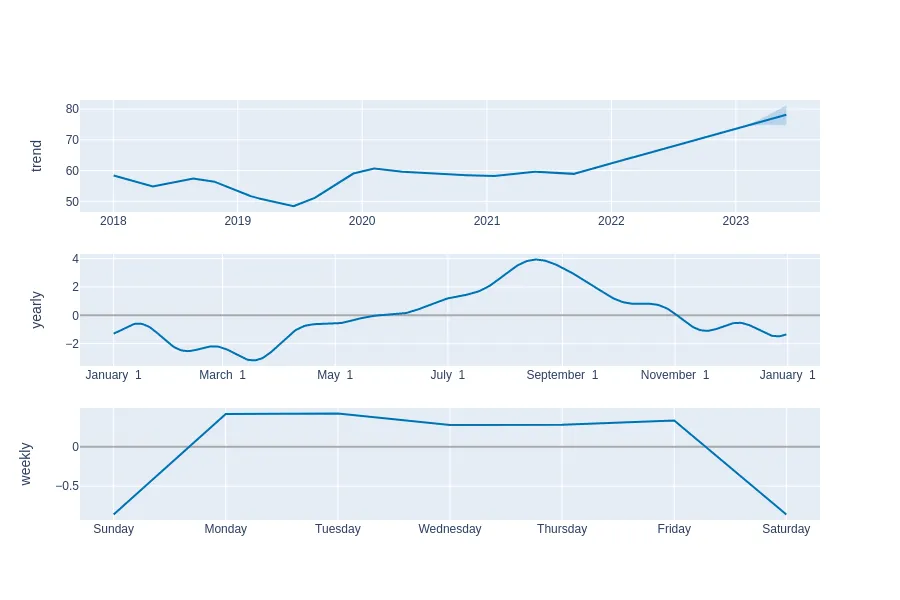 trend
80
70
60
50
2018 2019 2020 2021 2022 2023
yearly
4
2
0
−2
January 1 March 1 May 1 July 1 September 1 November 1 January 1
weekly
0
−0.5
Sunday Monday Tuesday Wednesday Thursday Friday Saturday